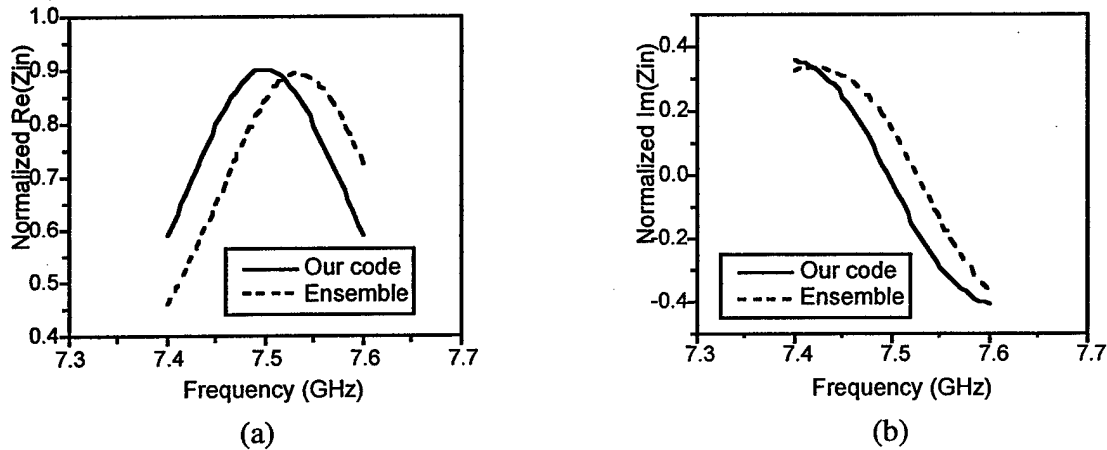 Normalized Re(Zin)
1.0
0.9
0.8
0.7
0.6
0.5
0.4
Our code
Ensemble
7.3 7.4 7.5 7.6 7.7
Frequency (GHz)
(a)
Normalized Im(Zin)
0.4
0.2
0.0
-0.2
-0.4
Our code
Ensemble
7.3 7.4 7.5 7.6 7.7
Frequency (GHz)
(b)